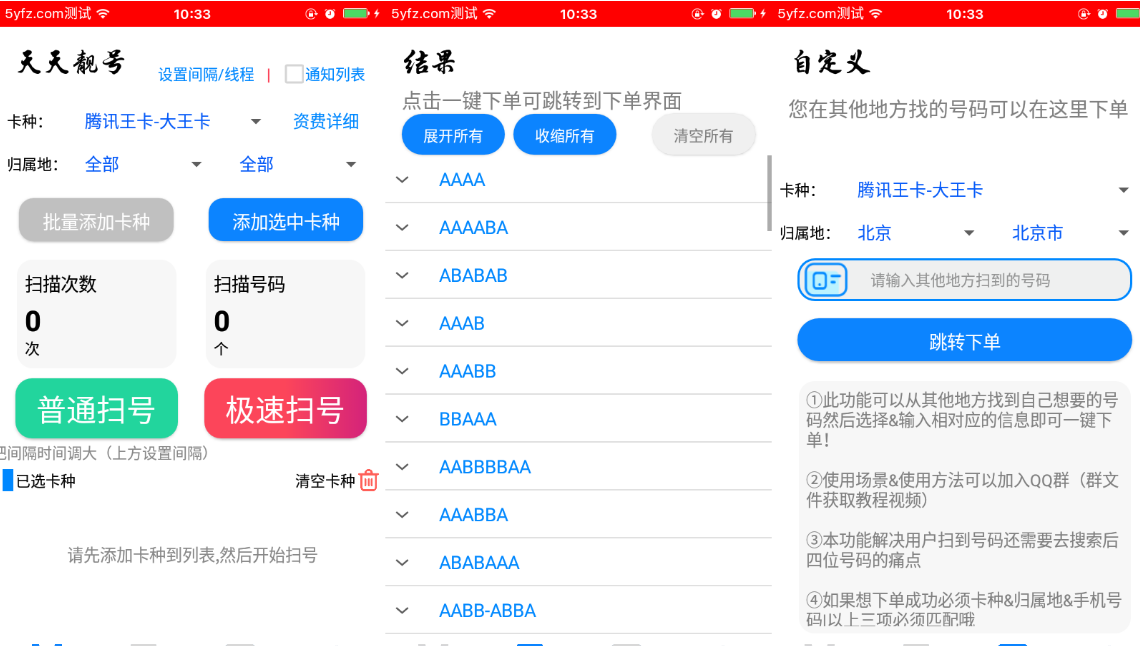 5yfz.com测试 10:33
天天靓号
设置间隔/线程 | 通知列表
卡种： 腾讯王卡-大王卡 资费详细
归属地： 全部 全部
批量添加卡种 添加选中卡种
扫描次数 扫描号码
0 0
次 个
普通扫号 极速扫号
把间隔时间调大（上方设置间隔）
已选卡种 清空卡种
请先添加卡种到列表,然后开始扫号
5yfz.com测试 10:33
结果
点击一键下单可跳转到下单界面
展开所有 收缩所有 清空所有
AAAA
AAAABA
ABABAB
AAAB
AAABB
BBAAA
AABBBBAA
AAABBA
ABABAAA
AABB-ABBA
5yfz.com测试 10:33
自定义
您在其他地方找的号码可以在这里下单
卡种： 腾讯王卡-大王卡
归属地： 北京 北京市
请输入其他地方扫到的号码
跳转下单
①此功能可以从其他地方找到自己想要的号
码然后选择&输入相对应的信息即可一键下
单！
②使用场景&使用方法可以加入QQ群（群文
件获取教程视频）
③本功能解决用户扫到号码还需要去搜索后
四位号码的痛点
④如果想下单成功必须卡种&归属地&手机号
码|以上三项必须匹配哦